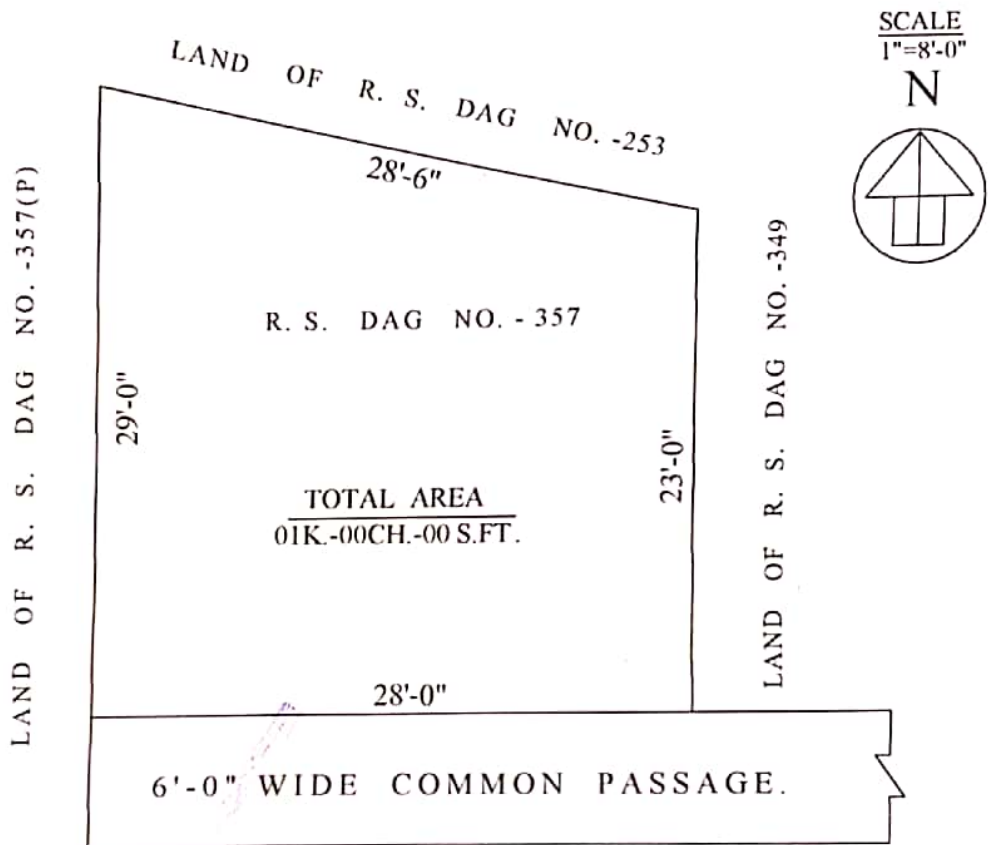 SCALE
1"=8'-0"
N
LAND OF R. S. DAG NO. -253
28'-6"
LAND OF R. S. DAG NO. -357(P)
R. S. DAG NO. - 357
LAND OF R. S. DAG NO. -349
29'-0"
23'-0"
TOTAL AREA
01K.-00CH.-00 S.FT.
28'-0"
6'-0" WIDE COMMON PASSAGE.